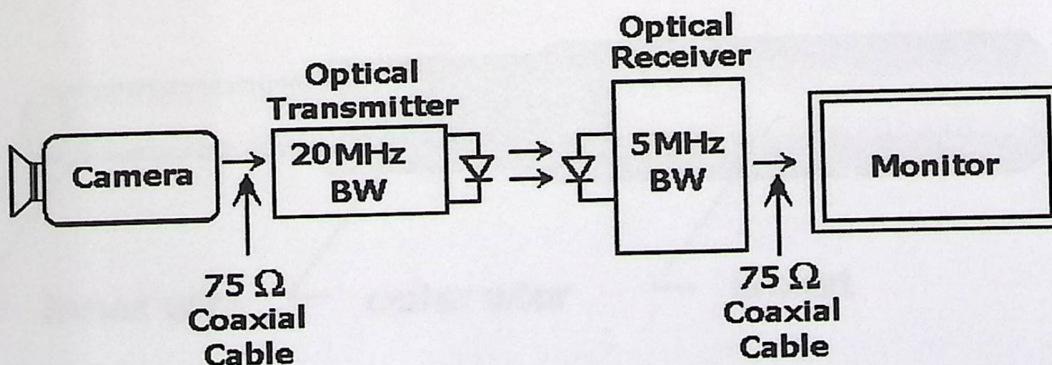 Optical
Transmitter
Optical
Receiver
Camera
20MHz
BW
5MHz
BW
Monitor
75 Ω
Coaxial
Cable
75 Ω
Coaxial
Cable